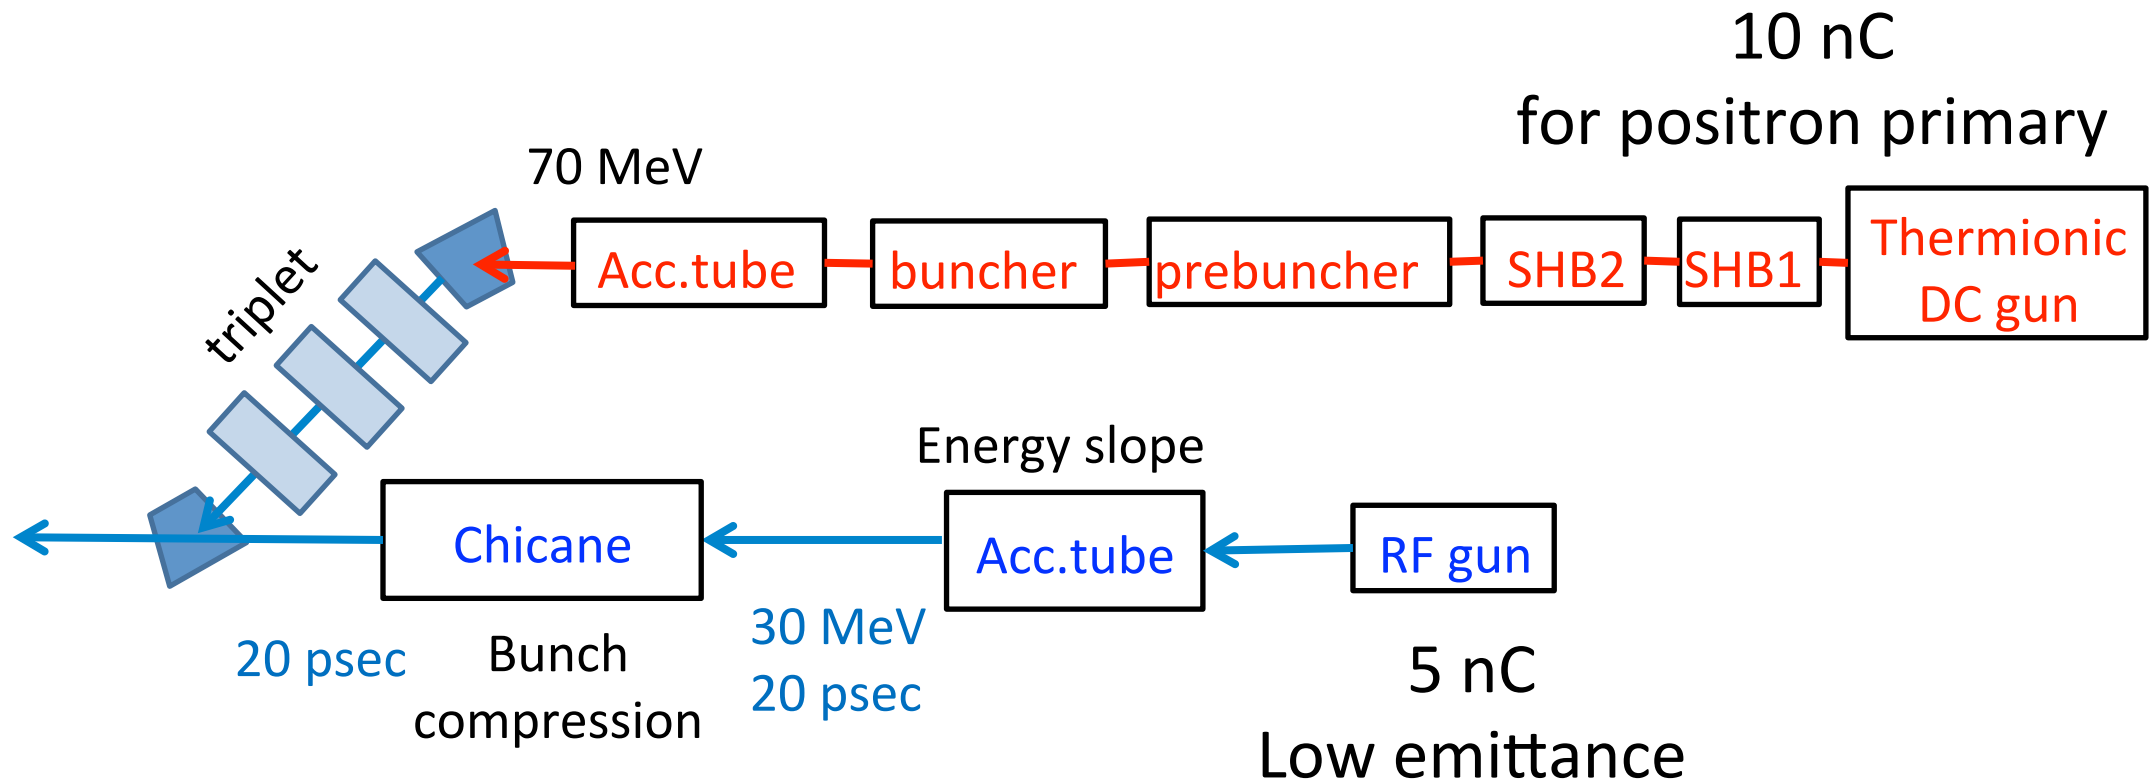 10 nC
for positron primary
70 MeV
triplet
Acc.tube
buncher
prebuncher
SHB2
SHB1
Thermionic
DC gun
Energy slope
Chicane
Acc.tube
RF gun
20 psec
Bunch
compression
30 MeV
20 psec
5 nC
Low emittance